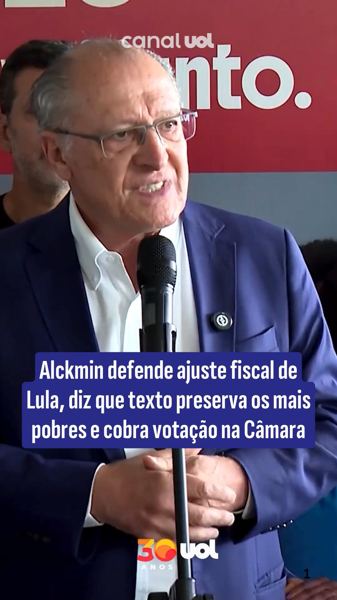 canal uol
nto.
Alckmin defende ajuste fiscal de
Lula, diz que texto preserva os mais
pobres e cobra votação na Câmara
30 uol
ANOS
1